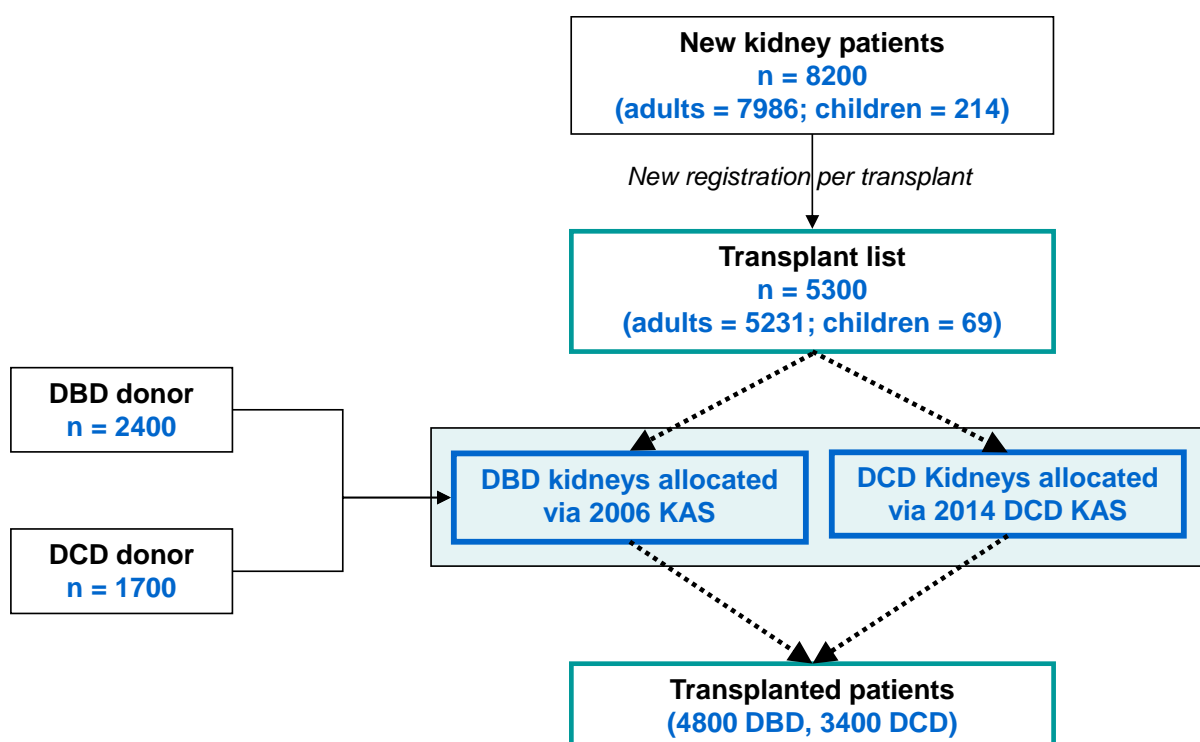 New kidney patients
n = 8200
(adults = 7986; children = 214)
New registration per transplant
Transplant list
n = 5300
(adults = 5231; children = 69)
DBD donor
n = 2400
DBD kidneys allocated
via 2006 KAS
DCD Kidneys allocated
via 2014 DCD KAS
DCD donor
n = 1700
Transplanted patients
(4800 DBD, 3400 DCD)